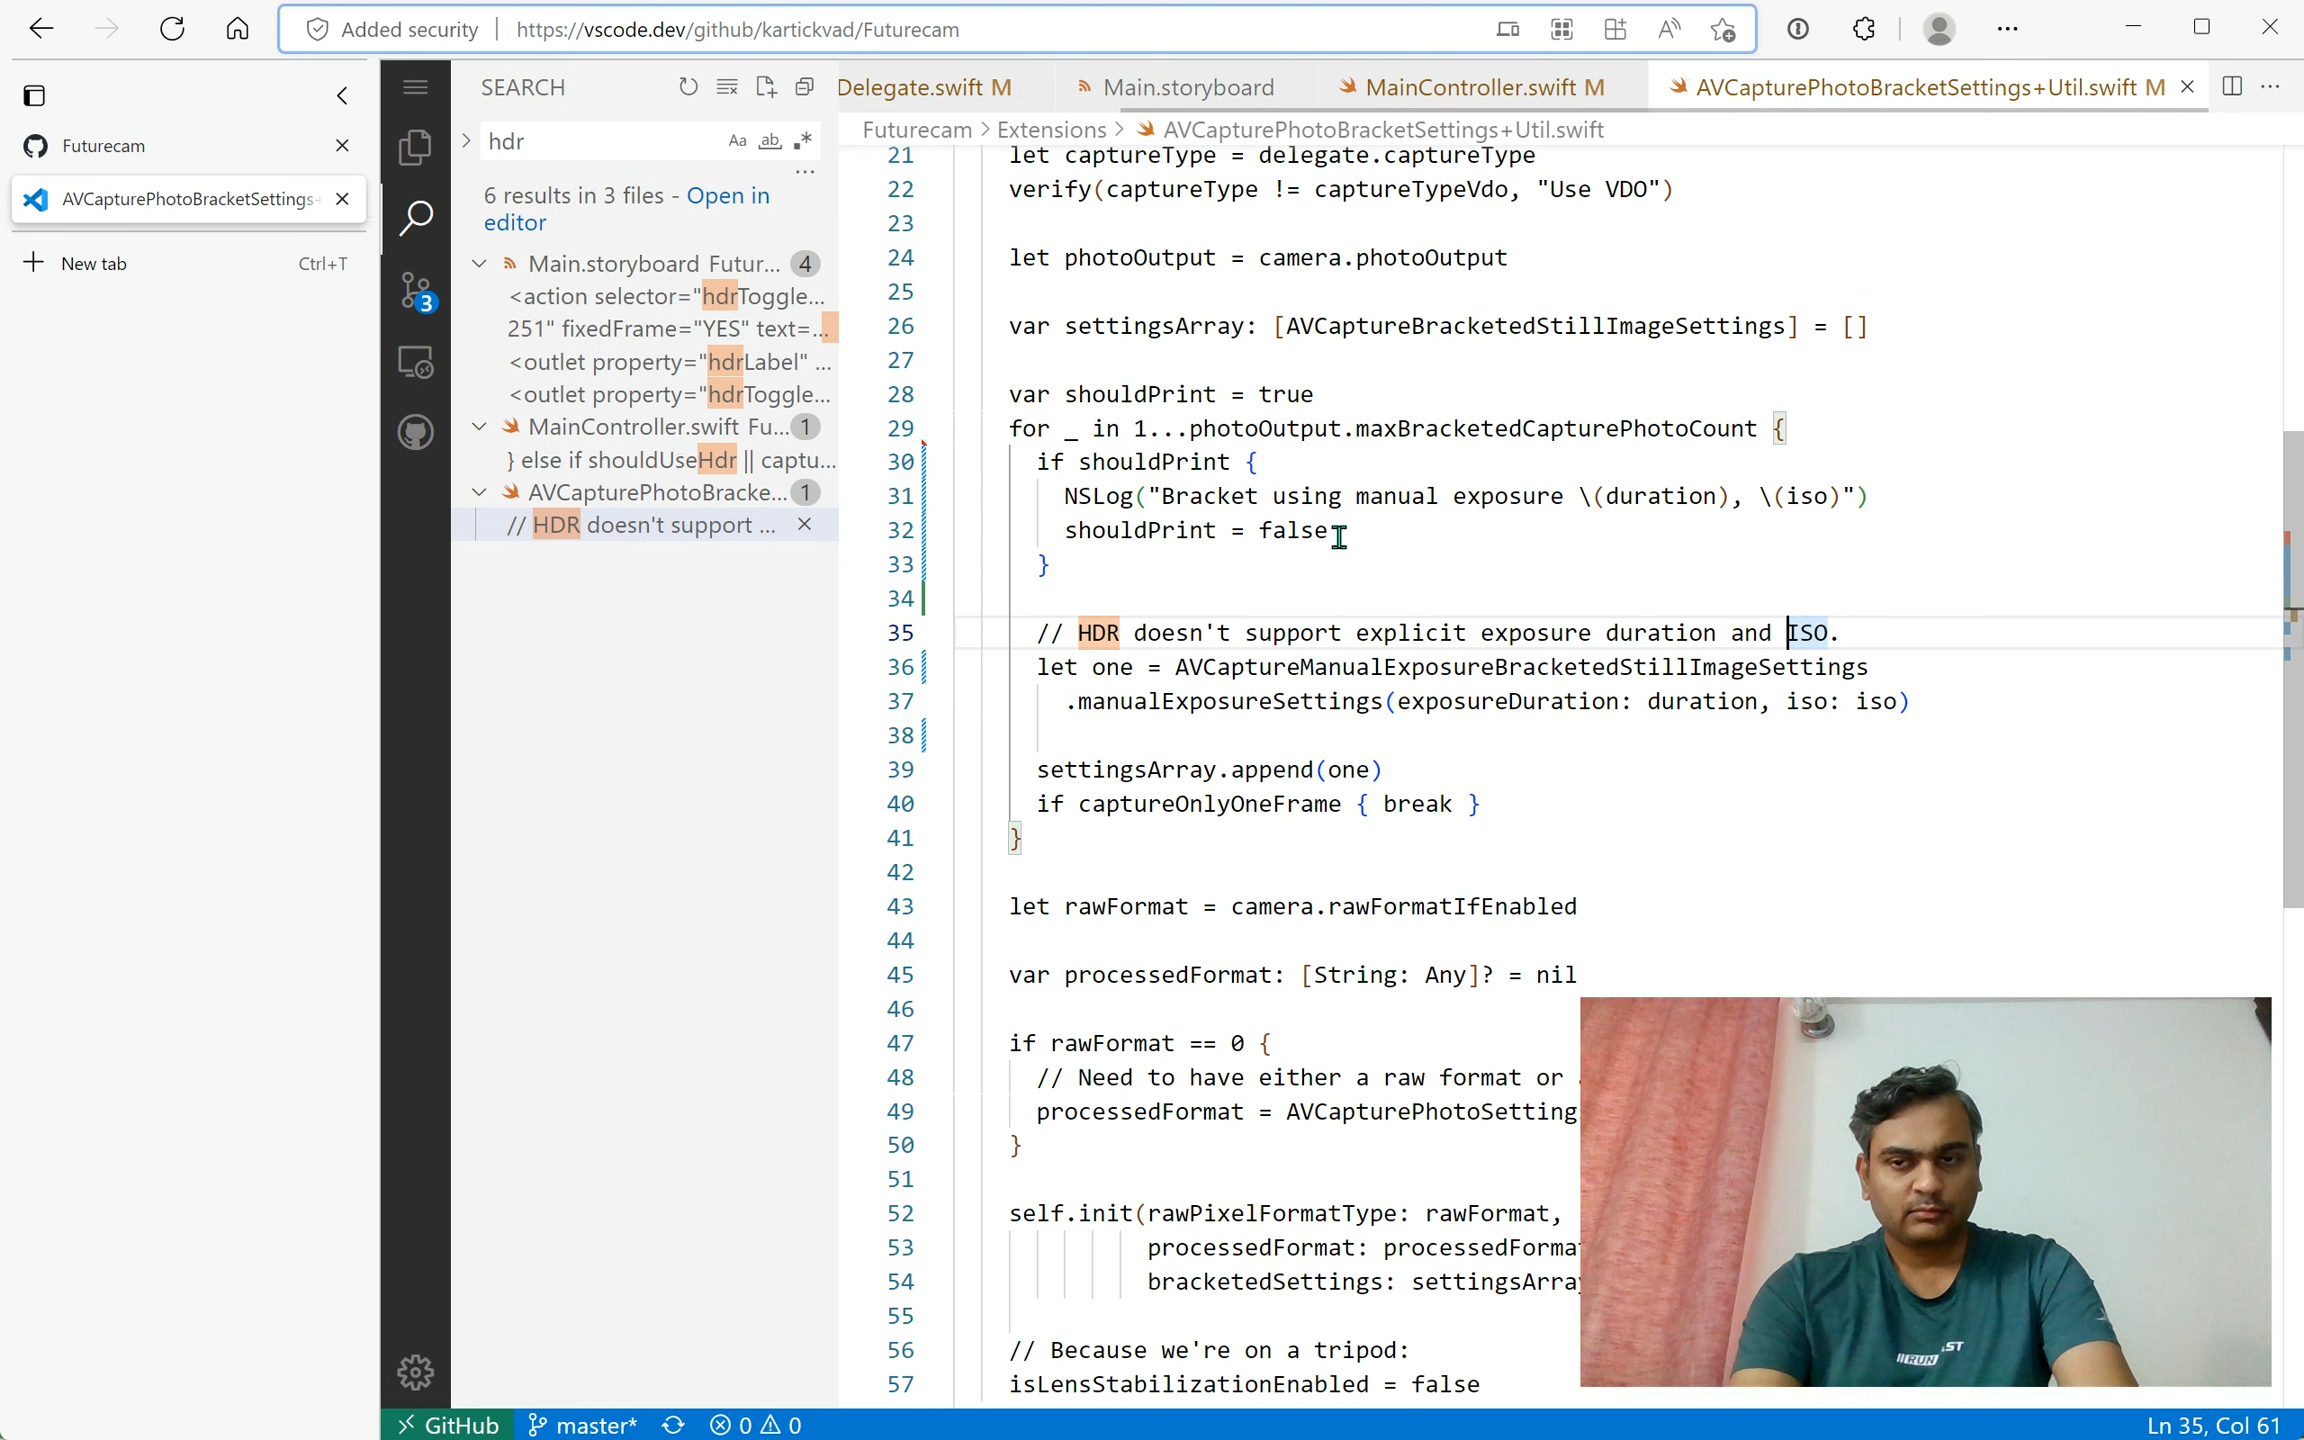 Added security
https://vscode.dev/github/kartickvad/Futurecam
Futurecam
AVCapturePhotoBracketSettings+
New tab
Ctrl+T
SEARCH
hdr
Aa
ab
6 results in 3 files - Open in
editor
Main.storyboard Futur... 4
<action selector="hdrToggle...
251" fixedFrame="YES" text=...
<outlet property="hdrLabel" ...
<outlet property="hdrToggle...
MainController.swift Fu... 1
} else if shouldUseHdr || captu...
AVCapturePhotoBracke... 1
// HDR doesn't support ...
3
Delegate.swift M
Main.storyboard
MainController.swift M
AVCapturePhotoBracketSettings+Util.swift M
Futurecam > Extensions > AVCapturePhotoBracketSettings+Util.swift
21 let captureType = delegate.captureType
22 verify(captureType != captureTypeVdo, "Use VDO")
23
24 let photoOutput = camera.photoOutput
25
26 var settingsArray: [AVCaptureBracketedStillImageSettings] = []
27
28 var shouldPrint = true
29 for _ in 1...photoOutput.maxBracketedCapturePhotoCount {
30 if shouldPrint {
31 NSLog("Bracket using manual exposure \(duration), \(iso)")
32 shouldPrint = false
33 }
34
35 // HDR doesn't support explicit exposure duration and ISO.
36 let one = AVCaptureManualExposureBracketedStillImageSettings
37 .manualExposureSettings(exposureDuration: duration, iso: iso)
38
39 settingsArray.append(one)
40 if captureOnlyOneFrame { break }
41 }
42
43 let rawFormat = camera.rawFormatIfEnabled
44
45 var processedFormat: [String: Any]? = nil
46
47 if rawFormat == 0 {
48 // Need to have either a raw format or
49 processedFormat = AVCapturePhotoSetting
50 }
51
52 self.init(rawPixelFormatType: rawFormat,
53 processedFormat: processedForma
54 bracketedSettings: settingsArra
55
56 // Because we're on a tripod:
57 isLensStabilizationEnabled = false
RUN
GitHub
master*
0 0
Ln 35, Col 61